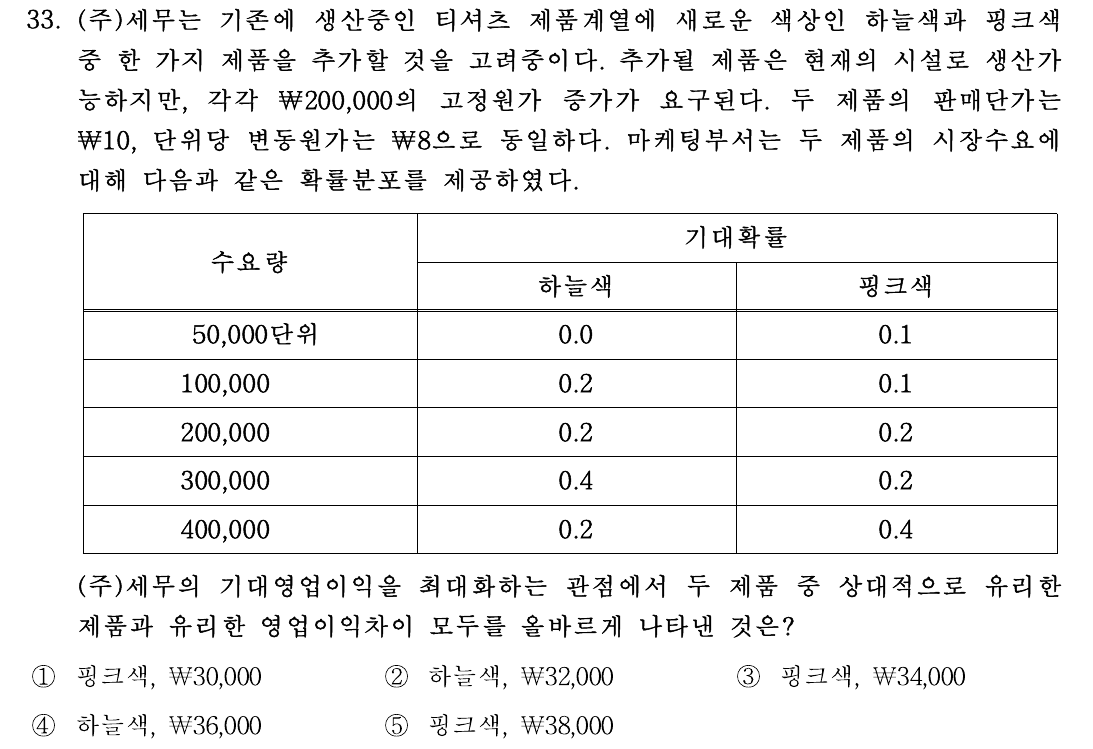 33. (주)세무는 기존에 생산중인 티셔츠 제품계열에 새로운 색상인 하늘색과 핑크색
중 한 가지 제품을 추가할 것을 고려중이다. 추가될 제품은 현재의 시설로 생산가
능하지만, 각각 ₩200,000의 고정원가 증가가 요구된다. 두 제품의 판매단가는
₩10, 단위당 변동원가는 ₩8으로 동일하다. 마케팅부서는 두 제품의 시장수요에
대해 다음과 같은 확률분포를 제공하였다.
수요량 기대확률
하늘색 핑크색
50,000단위 0.0 0.1
100,000 0.2 0.1
200,000 0.2 0.2
300,000 0.4 0.2
400,000 0.2 0.4
(주)세무의 기대영업이익을 최대화하는 관점에서 두 제품 중 상대적으로 유리한
제품과 유리한 영업이익차이 모두를 올바르게 나타낸 것은?
① 핑크색, ₩30,000 ② 하늘색, ₩32,000 ③ 핑크색, ₩34,000
④ 하늘색, ₩36,000 ⑤ 핑크색, ₩38,000